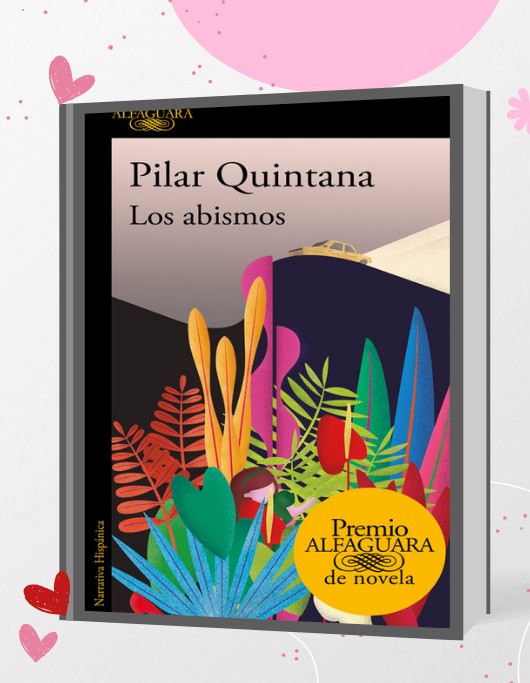 ALFAGUARA
Pilar Quintana
Los abismos
Narrativa Hispánica
Premio
ALFAGUARA
de novela